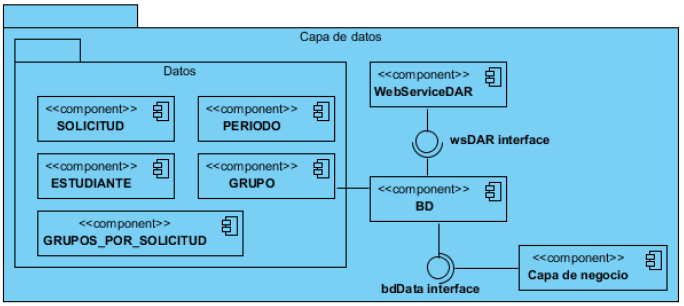 Capa de datos
Datos
<<component>>
SOLICITUD
<<component>>
PERIODO
<<component>>
ESTUDIANTE
<<component>>
GRUPO
<<component>>
GRUPOS_POR_SOLICITUD
<<component>>
WebServiceDAR
wsDAR interface
<<component>>
BD
bdData interface
<<component>>
Capa de negocio